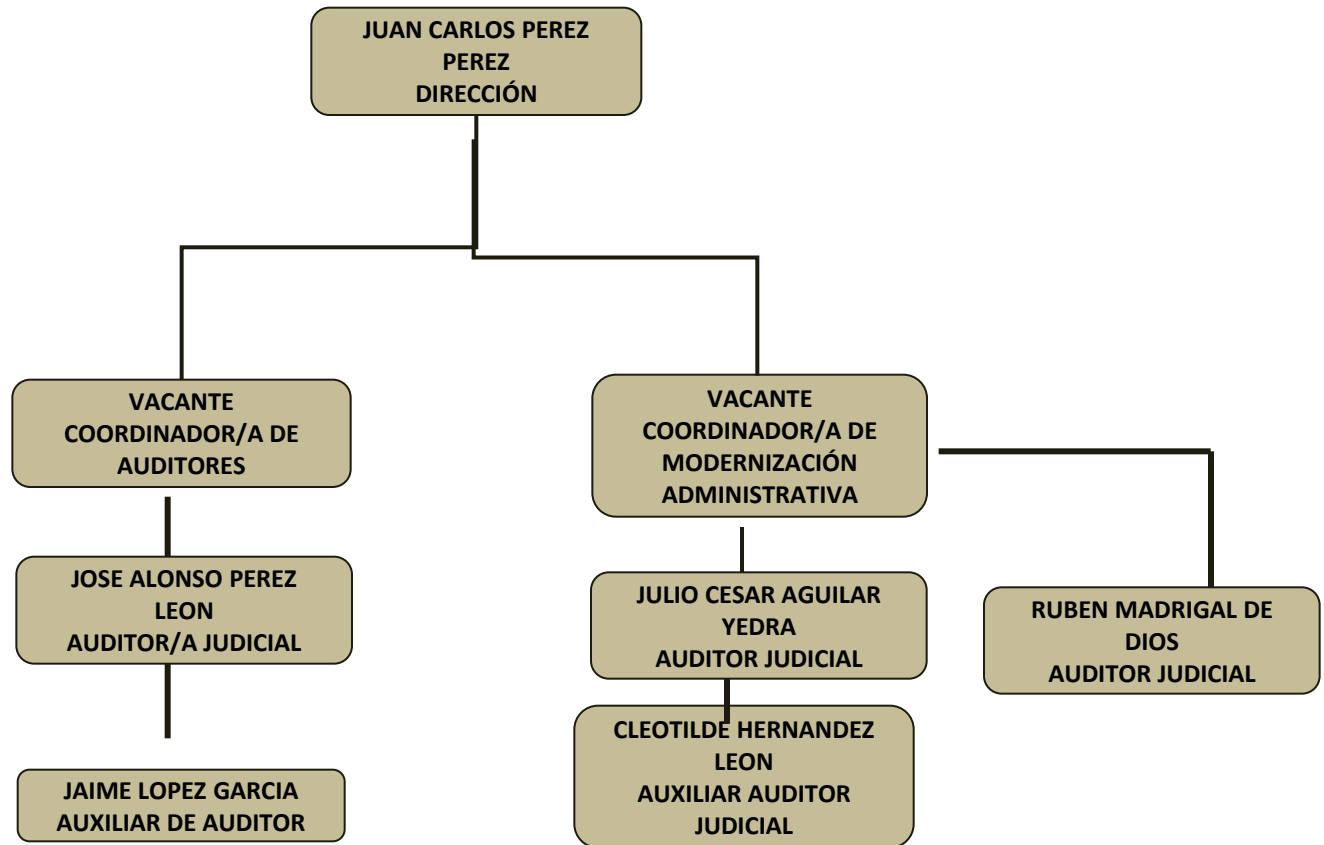 JUAN CARLOS PEREZ
PEREZ
DIRECCIÓN
VACANTE
COORDINADOR/A DE
AUDITORES
VACANTE
COORDINADOR/A DE
MODERNIZACIÓN
ADMINISTRATIVA
JOSE ALONSO PEREZ
LEON
AUDITOR/A JUDICIAL
JULIO CESAR AGUILAR
YEDRA
AUDITOR JUDICIAL
RUBEN MADRIGAL DE
DIOS
AUDITOR JUDICIAL
JAIME LOPEZ GARCIA
AUXILIAR DE AUDITOR
CLEOTILDE HERNANDEZ
LEON
AUXILIAR AUDITOR
JUDICIAL